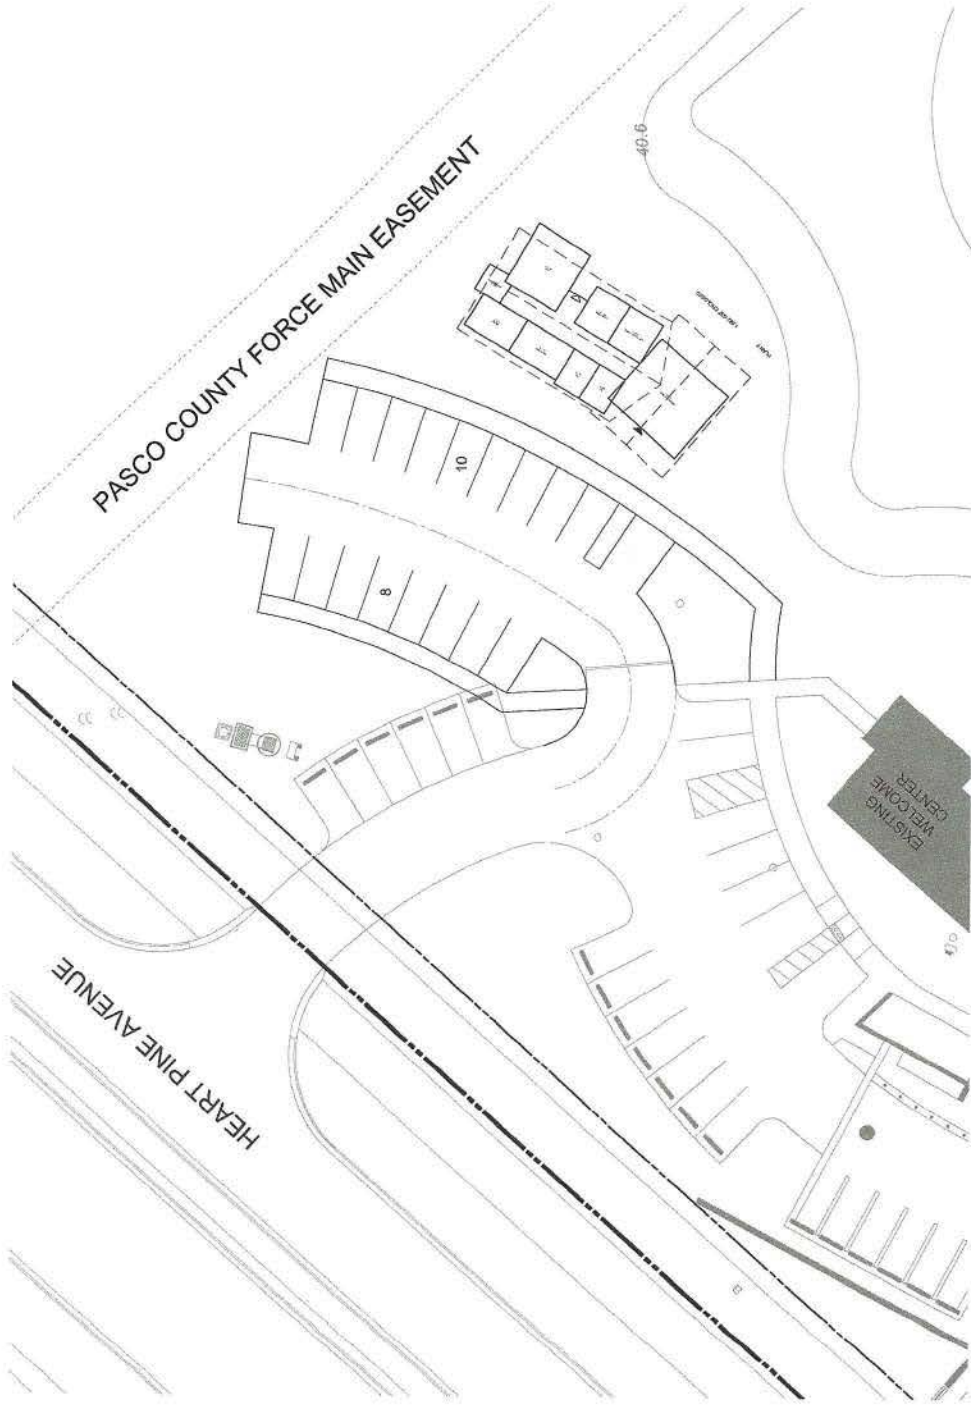 PASCO COUNTY FORCE MAIN EASEMENT
40.6
10
8
EXISTING
WELCOME
CENTER
HEART PINE AVENUE